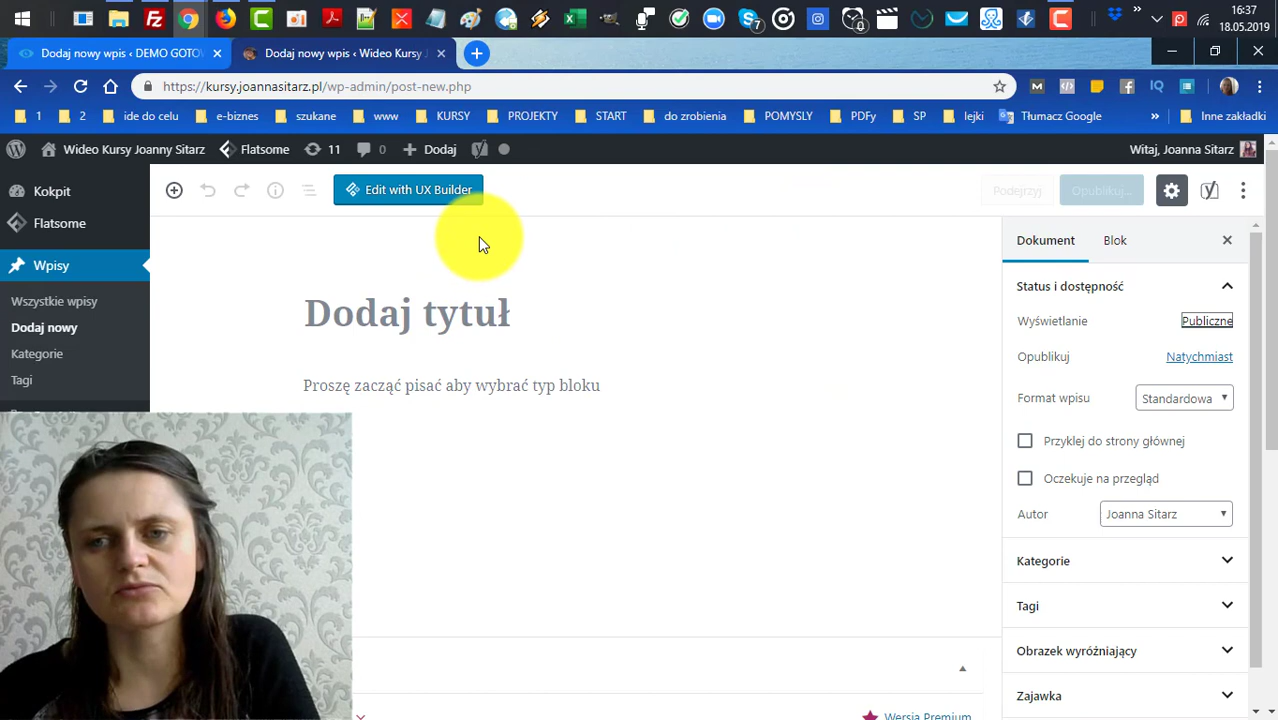 16:37
18.05.2019
Dodaj nowy wpis ‹ DEMO GOTOW
Dodaj nowy wpis ‹ Wideo Kursy J
https://kursy.joannasitarz.pl/wp-admin/post-new.php
1 2 ide do celu e-biznes szukane www KURSY PROJEKTY START do zrobienia POMYSLY PDFy SP lejki Tłumacz Google » Inne zakładki
Wideo Kursy Joanny Sitarz Flatsome 11 0 Dodaj Witaj, Joanna Sitarz
Kokpit
Flatsome
Wpisy
Wszystkie wpisy
Dodaj nowy
Kategorie
Tagi
Edit with UX Builder
Podejrzyj
Opublikuj...
Dodaj tytuł
Proszę zacząć pisać aby wybrać typ bloku
Dokument Blok
Status i dostępność
Wyświetlanie Publiczne
Opublikuj Natychmiast
Format wpisu Standardowa
Przyklej do strony głównej
Oczekuje na przegląd
Autor Joanna Sitarz
Kategorie
Tagi
Obrazek wyróżniający
Zajawka
Wersja Premium